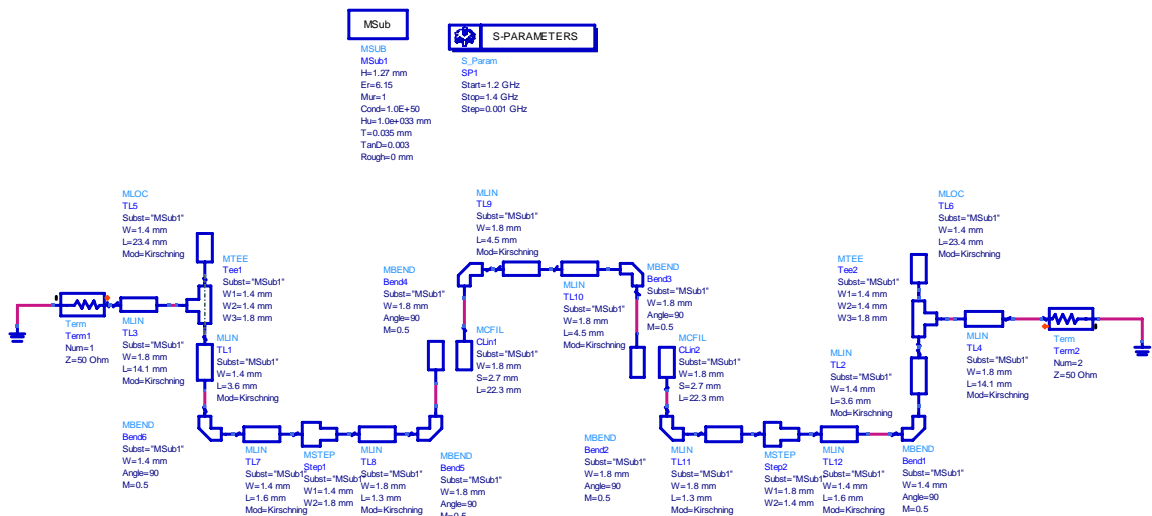 MSub
MSUB
MSub1
H=1.27 mm
Er=6.15
Mur=1
Cond=1.0E+50
Hu=1.0e+033 mm
T=0.035 mm
TanD=0.003
Rough=0 mm
S-PARAMETERS
S_Param
SP1
Start=1.2 GHz
Stop=1.4 GHz
Step=0.001 GHz
MLOC
TL5
Subst="MSub1"
W=1.4 mm
L=23.4 mm
Mod=Kirschning
MTEE
Tee1
Subst="MSub1"
W1=1.4 mm
W2=1.4 mm
W3=1.8 mm
Term
Term1
Num=1
Z=50 Ohm
MLIN
TL3
Subst="MSub1"
W=1.8 mm
L=14.1 mm
Mod=Kirschning
MLIN
TL1
Subst="MSub1"
W=1.4 mm
L=3.6 mm
Mod=Kirschning
MBEND
Bend6
Subst="MSub1"
W=1.4 mm
Angle=90
M=0.5
MLIN
TL7
Subst="MSub1"
W=1.4 mm
L=1.6 mm
Mod=Kirschning
MSTEP
Step1
Subst="MSub1"
W1=1.4 mm
W2=1.8 mm
MLIN
TL8
Subst="MSub1"
W=1.8 mm
L=1.3 mm
Mod=Kirschning
MBEND
Bend5
Subst="MSub1"
W=1.8 mm
Angle=90
M=0.5
MBEND
Bend4
Subst="MSub1"
W=1.8 mm
Angle=90
M=0.5
MCFIL
CLin1
Subst="MSub1"
W=1.8 mm
S=2.7 mm
L=22.3 mm
MLIN
TL9
Subst="MSub1"
W=1.8 mm
L=4.5 mm
Mod=Kirschning
MLIN
TL10
Subst="MSub1"
W=1.8 mm
L=4.5 mm
Mod=Kirschning
MBEND
Bend3
Subst="MSub1"
W=1.8 mm
Angle=90
M=0.5
MCFIL
CLin2
Subst="MSub1"
W=1.8 mm
S=2.7 mm
L=22.3 mm
MBEND
Bend2
Subst="MSub1"
W=1.8 mm
Angle=90
M=0.5
MLIN
TL11
Subst="MSub1"
W=1.8 mm
L=1.3 mm
Mod=Kirschning
MSTEP
Step2
Subst="MSub1"
W1=1.8 mm
W2=1.4 mm
MLIN
TL12
Subst="MSub1"
W=1.4 mm
L=1.6 mm
Mod=Kirschning
MBEND
Bend1
Subst="MSub1"
W=1.4 mm
Angle=90
M=0.5
MLIN
TL2
Subst="MSub1"
W=1.4 mm
L=3.6 mm
Mod=Kirschning
MTEE
Tee2
Subst="MSub1"
W1=1.4 mm
W2=1.4 mm
W3=1.8 mm
MLOC
TL6
Subst="MSub1"
W=1.4 mm
L=23.4 mm
Mod=Kirschning
MLIN
TL4
Subst="MSub1"
W=1.8 mm
L=14.1 mm
Mod=Kirschning
Term
Term2
Num=2
Z=50 Ohm